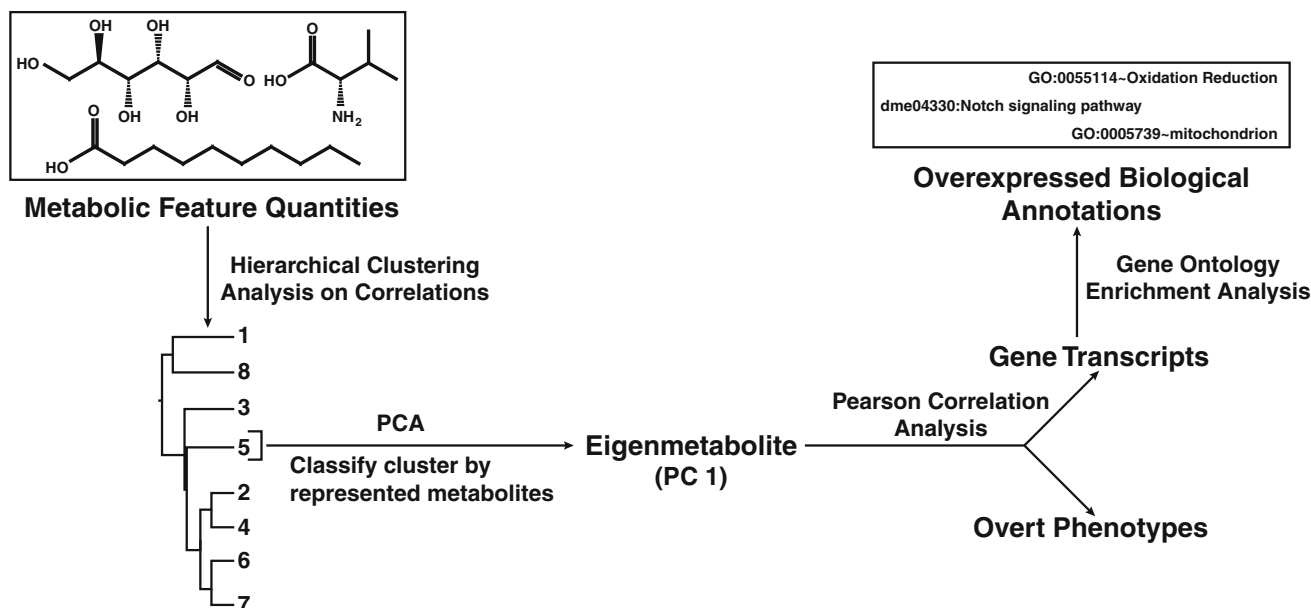 OH
OH
HO
O
OH
OH
O
HO
NH2
O
HO
Metabolic Feature Quantities
Hierarchical Clustering
Analysis on Correlations
1
8
3
5
2
4
6
7
PCA
Classify cluster by
represented metabolites
Eigenmetabolite
(PC 1)
Pearson Correlation
Analysis
GO:0055114~Oxidation Reduction
dme04330:Notch signaling pathway
GO:0005739~mitochondrion
Overexpressed Biological
Annotations
Gene Ontology
Enrichment Analysis
Gene Transcripts
Overt Phenotypes